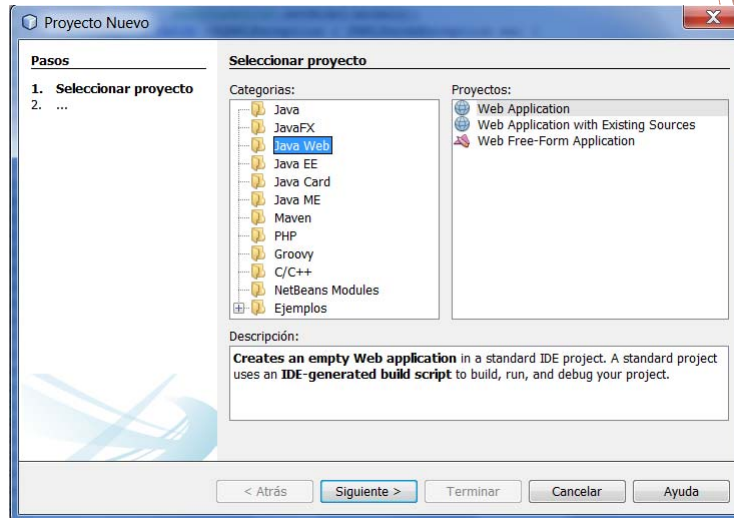 Proyecto Nuevo
Pasos
1. Seleccionar proyecto
2. ...
Seleccionar proyecto
Categorias:
Java
JavaFX
Java Web
Java EE
Java Card
Java ME
Maven
PHP
Groovy
C/C++
NetBeans Modules
Ejemplos
Proyectos:
Web Application
Web Application with Existing Sources
Web Free-Form Application
Descripción:
Creates an empty Web application in a standard IDE project. A standard project
uses an IDE-generated build script to build, run, and debug your project.
< Atrás
Siguiente >
Terminar
Cancelar
Ayuda